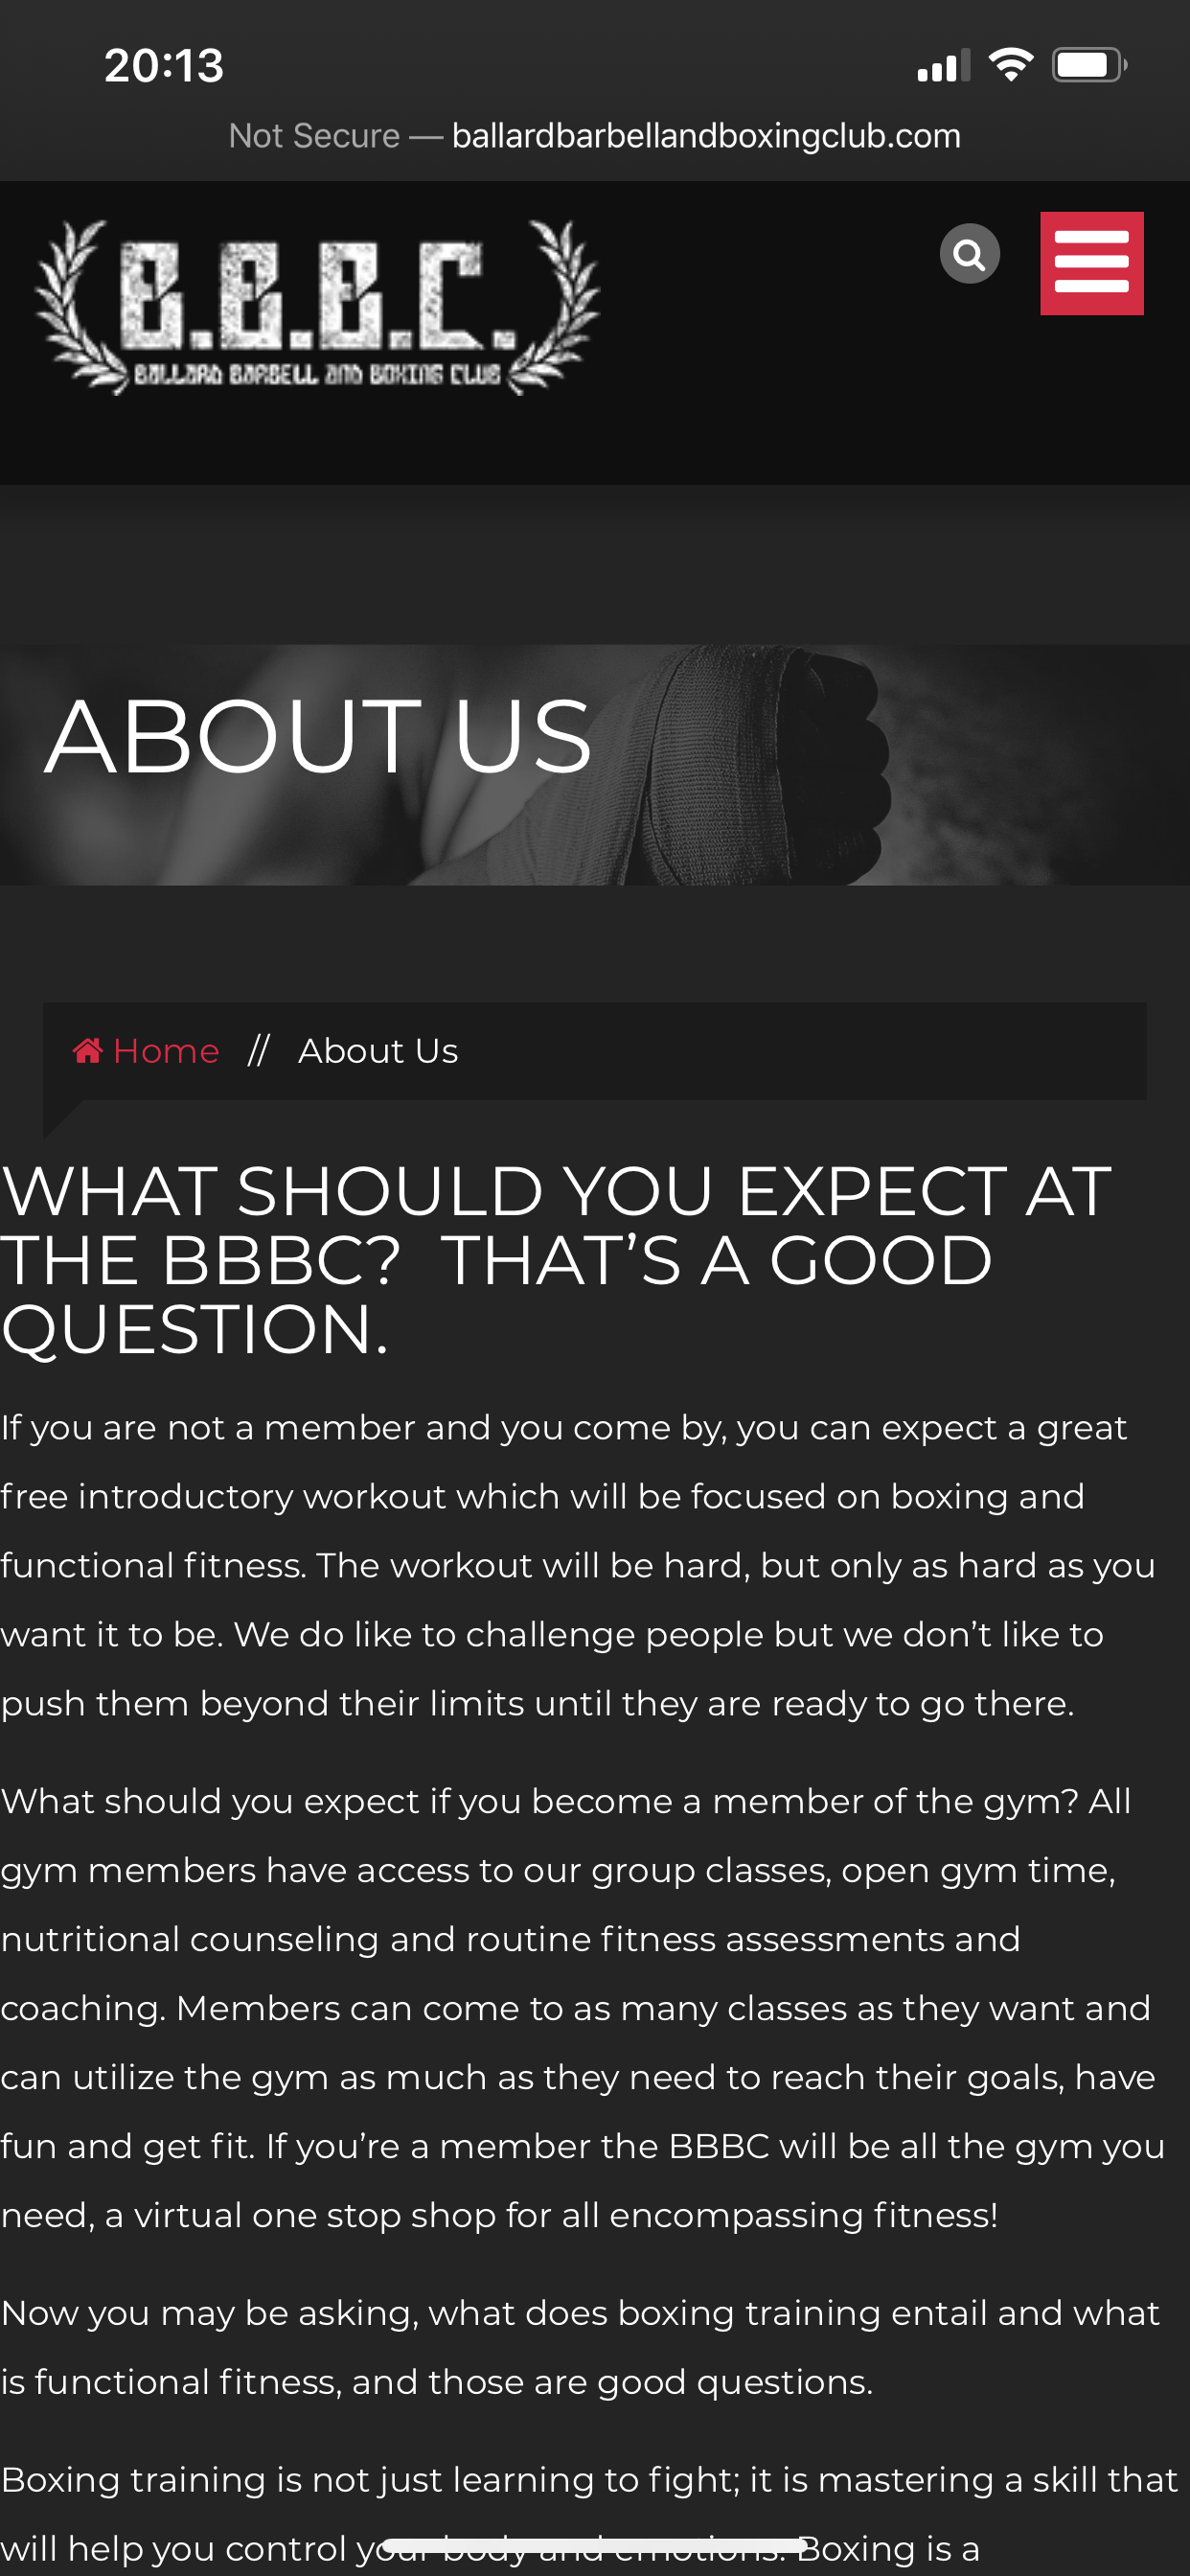 20:13
Not Secure — ballardbarbellandboxingclub.com
B.B.B.C.
BALLARD BARBELL AND BOXING CLUB
ABOUT US
Home // About Us
WHAT SHOULD YOU EXPECT AT
THE BBBC?  THAT’S A GOOD
QUESTION.
If you are not a member and you come by, you can expect a great
free introductory workout which will be focused on boxing and
functional fitness. The workout will be hard, but only as hard as you
want it to be. We do like to challenge people but we don’t like to
push them beyond their limits until they are ready to go there.
What should you expect if you become a member of the gym? All
gym members have access to our group classes, open gym time,
nutritional counseling and routine fitness assessments and
coaching. Members can come to as many classes as they want and
can utilize the gym as much as they need to reach their goals, have
fun and get fit. If you’re a member the BBBC will be all the gym you
need, a virtual one stop shop for all encompassing fitness!
Now you may be asking, what does boxing training entail and what
is functional fitness, and those are good questions.
Boxing training is not just learning to fight; it is mastering a skill that
will help you control your body and emotions. Boxing is a